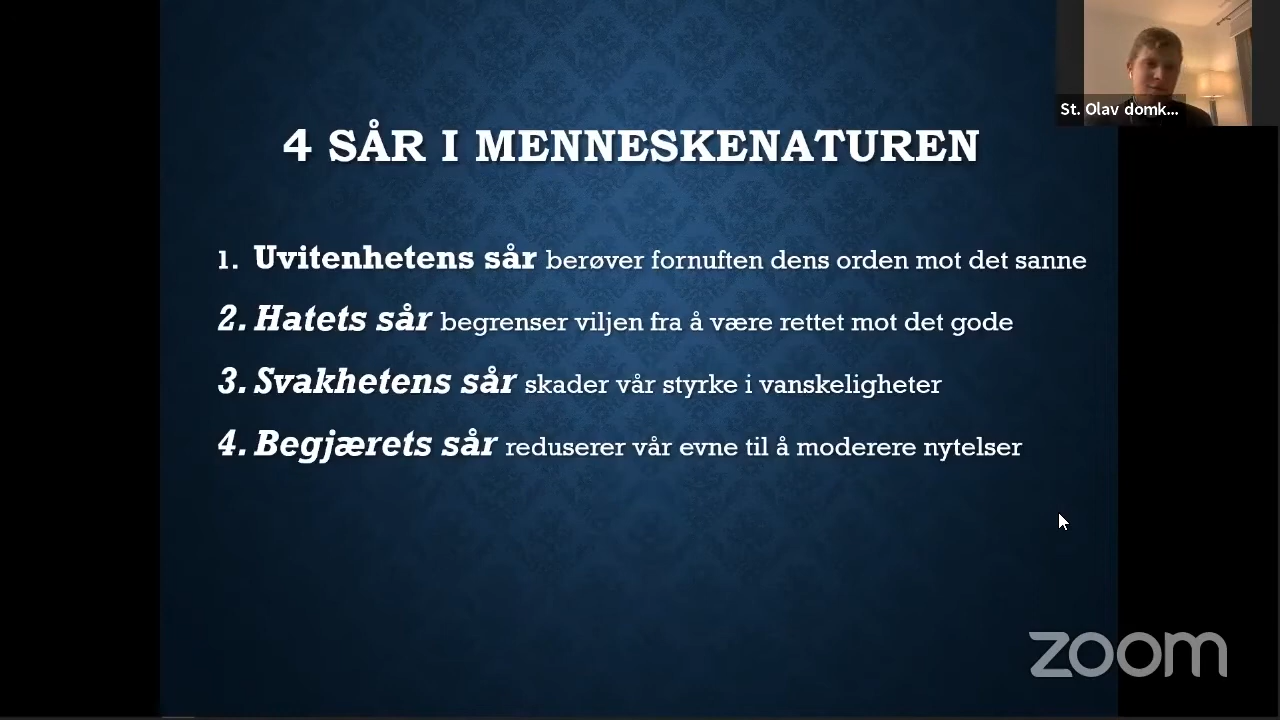 St. Olav domk...
4 SÅR I MENNESKENATUREN
1. Uvitenhetens sår berøver fornuften dens orden mot det sanne
2. Hatets sår begrenser viljen fra å være rettet mot det gode
3. Svakhetens sår skader vår styrke i vanskeligheter
4. Begjærets sår reduserer vår evne til å moderere nytelser
zoom